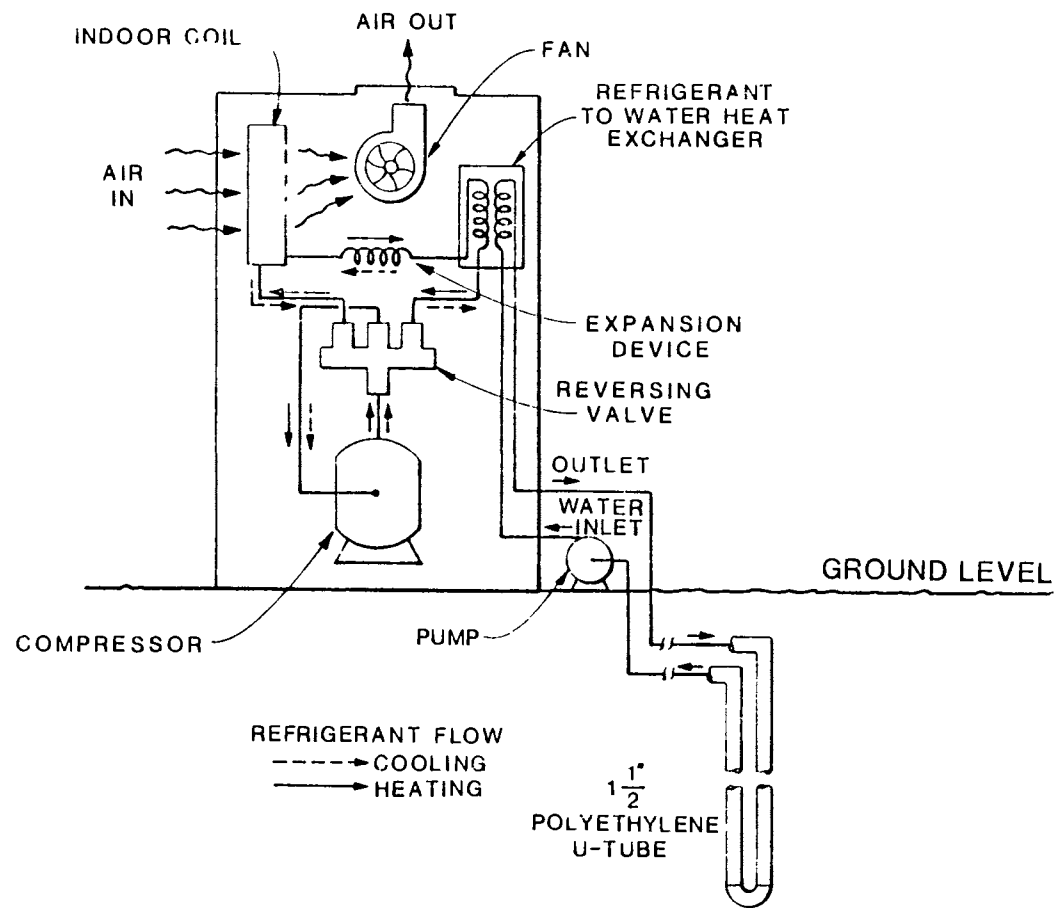 AIR OUT
INDOOR COIL
FAN
REFRIGERANT
TO WATER HEAT
EXCHANGER
AIR
IN
EXPANSION
DEVICE
REVERSING
VALVE
OUTLET
WATER
INLET
GROUND LEVEL
COMPRESSOR
PUMP
REFRIGERANT FLOW
COOLING
HEATING
1 1/2"
POLYETHYLENE
U-TUBE